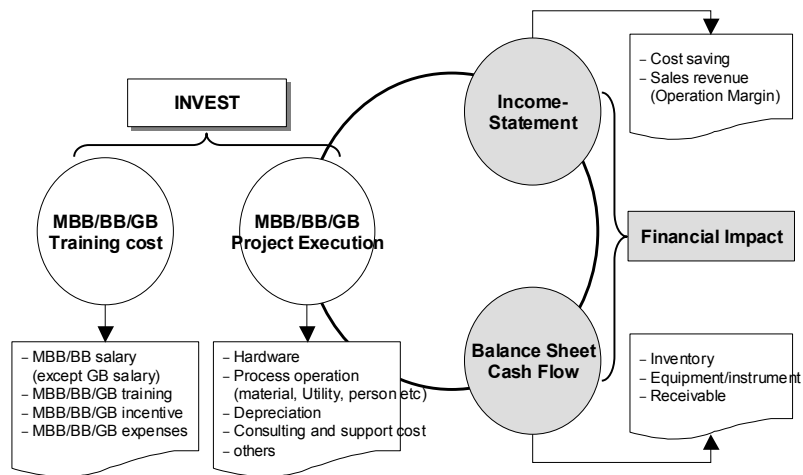 INVEST
MBB/BB/GB
Training cost
MBB/BB/GB
Project Execution
– MBB/BB salary
(except GB salary)
– MBB/BB/GB training
– MBB/BB/GB incentive
– MBB/BB/GB expenses
– Hardware
– Process operation
(material, Utility, person etc)
– Depreciation
– Consulting and support cost
– others
Income-
Statement
– Cost saving
– Sales revenue
(Operation Margin)
Financial Impact
Balance Sheet
Cash Flow
– Inventory
– Equipment/instrument
– Receivable